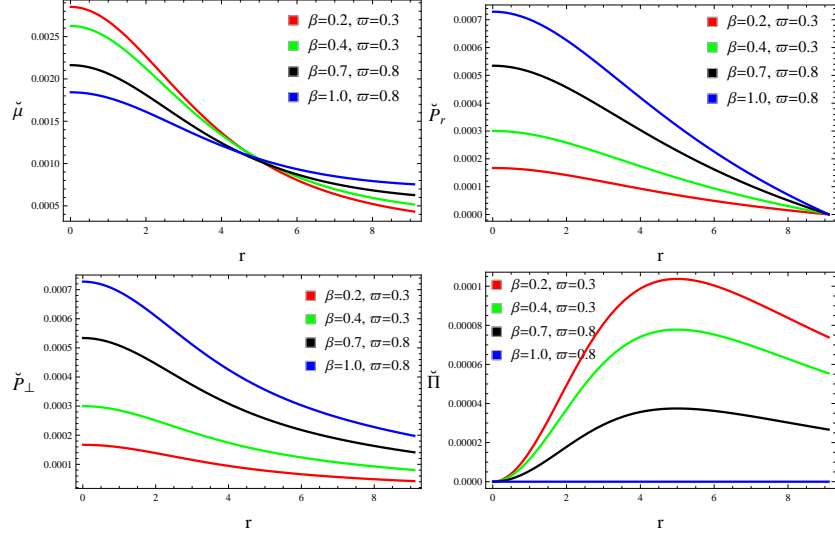 β=0.2, ϖ=0.3
β=0.4, ϖ=0.3
β=0.7, ϖ=0.8
β=1.0, ϖ=0.8
0.0025
0.0020
0.0015
0.0010
0.0005
μ̆
0 2 4 6 8
r
β=0.2, ϖ=0.3
β=0.4, ϖ=0.3
β=0.7, ϖ=0.8
β=1.0, ϖ=0.8
0.0007
0.0006
0.0005
0.0004
0.0003
0.0002
0.0001
0.0000
P̆r
0 2 4 6 8
r
β=0.2, ϖ=0.3
β=0.4, ϖ=0.3
β=0.7, ϖ=0.8
β=1.0, ϖ=0.8
0.0007
0.0006
0.0005
0.0004
0.0003
0.0002
0.0001
P̆⊥
0 2 4 6 8
r
β=0.2, ϖ=0.3
β=0.4, ϖ=0.3
β=0.7, ϖ=0.8
β=1.0, ϖ=0.8
0.0001
0.00008
0.00006
0.00004
0.00002
0.0000
Π̆
0 2 4 6 8
r